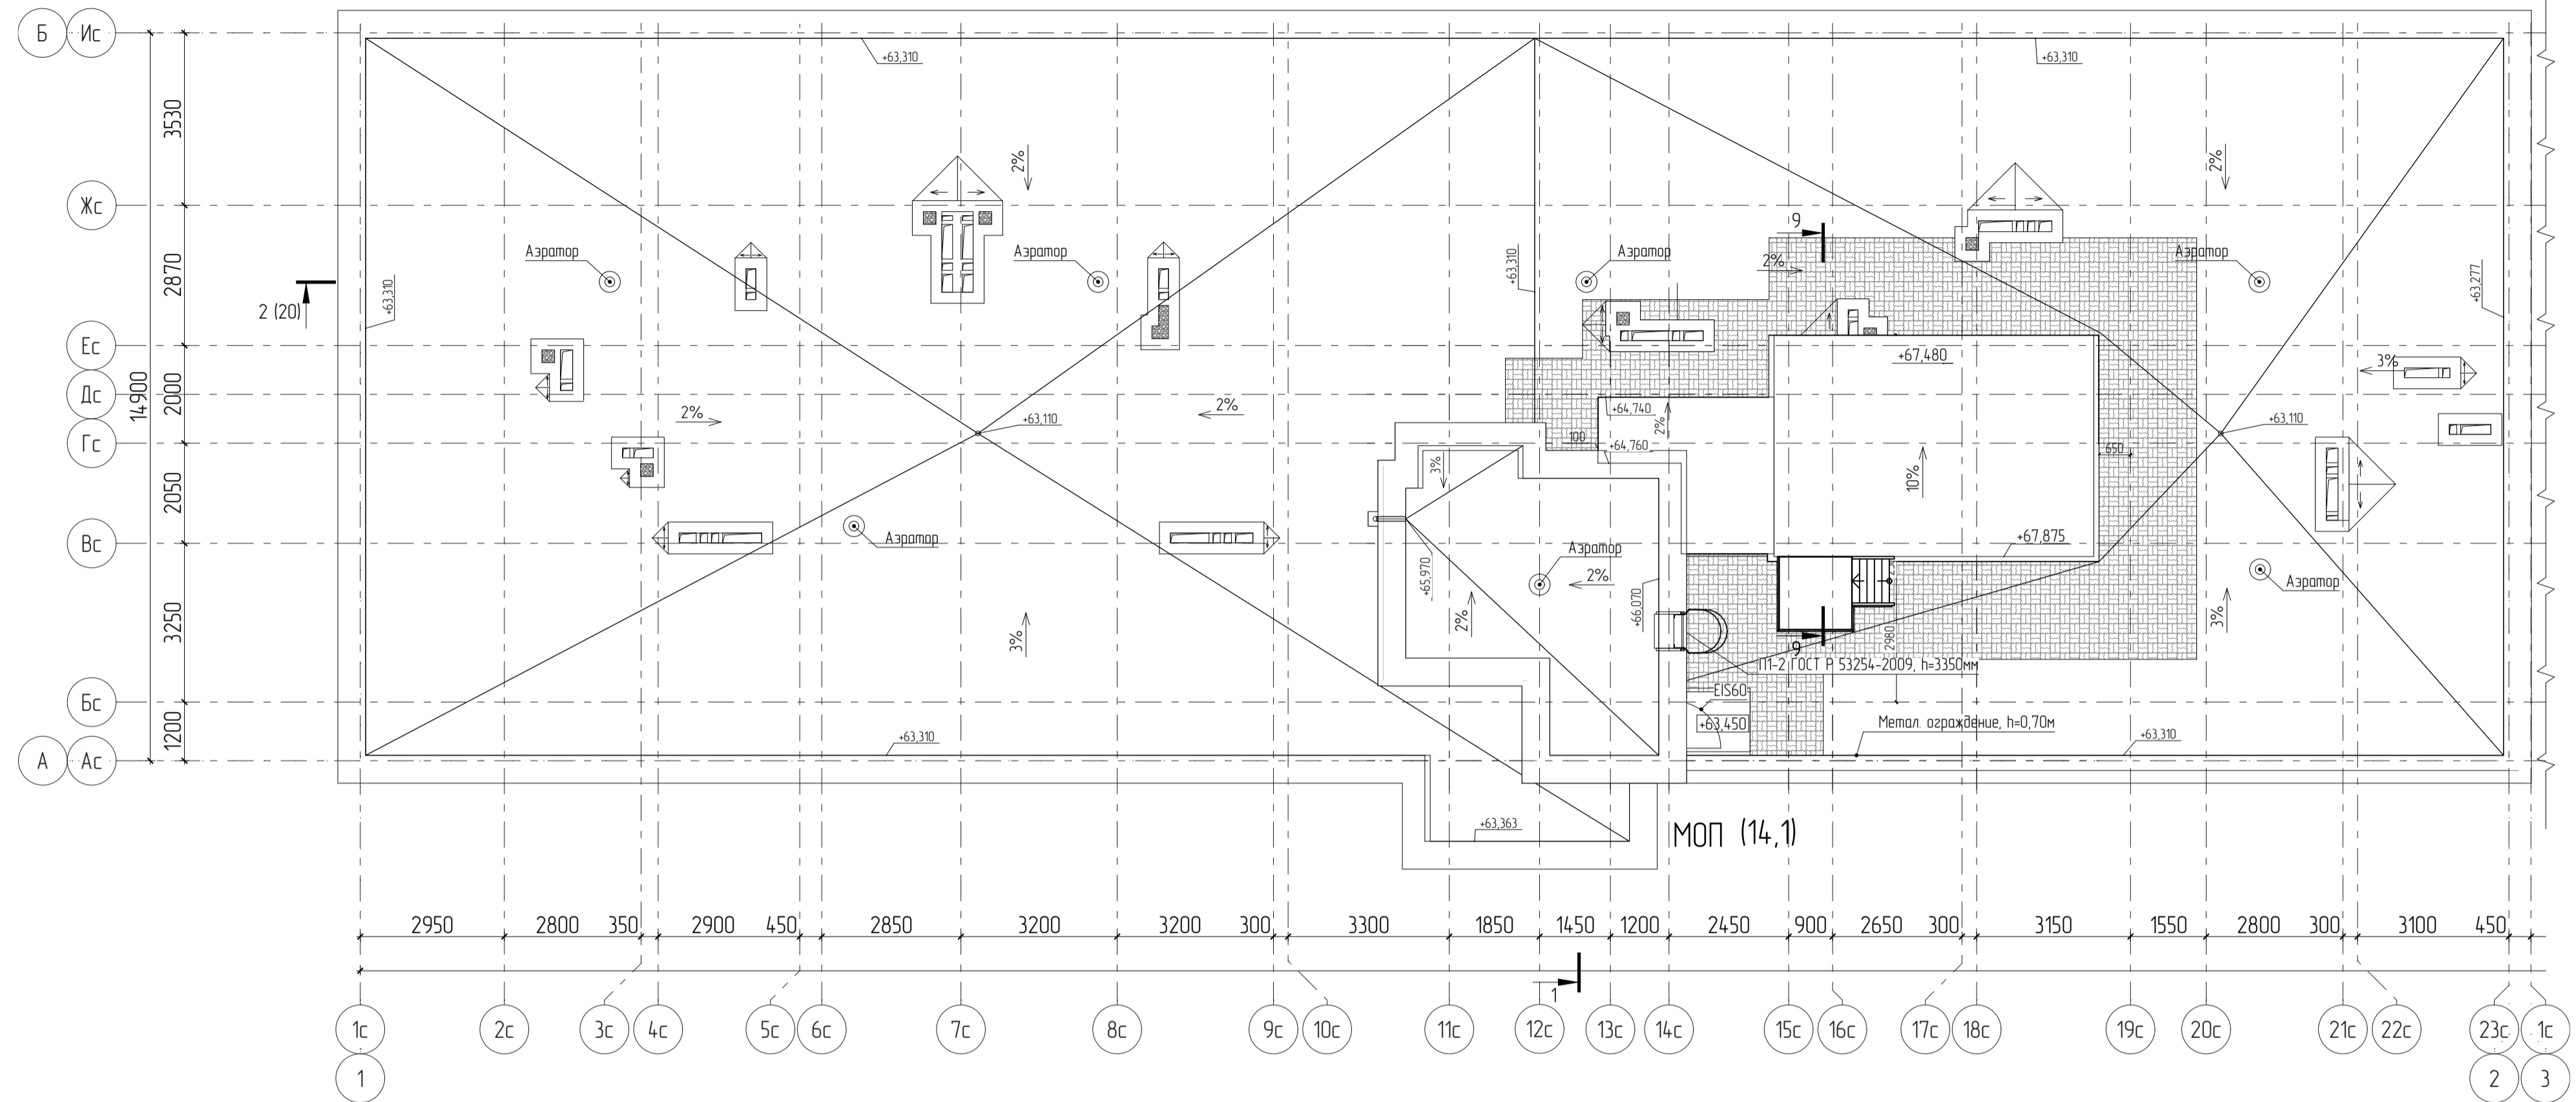 Б Ис
+63,310
+63,310
3530
2%
2%
Жс
9
Аэратор
Аэратор
Аэратор
Аэратор
2%
2870
+63,310
+63,310
+63,277
2 (20)
Ес
+67,480
3%
14900
2000
Дс
2%
2%
+64,740
2%
+63,110
+63,110
100
+64,760
Гс
650
3%
10%
2050
Аэратор
+67,875
Вс
Аэратор
+65,970
2%
Аэратор
+66,070
2%
3%
3%
3250
2980
9
П1-2 ГОСТ Р 53254-2009, h=3350мм
EIS60
Бс
+63,450
Метал. ограждение, h=0,70м
1200
+63,310
+63,310
А Ас
+63,363
МОП (14,1)
2950 2800 350 2900 450 2850 3200 3200 300 3300 1850 1450 1200 2450 900 2650 300 3150 1550 2800 300 3100 450
1
1с 2с 3с 4с 5с 6с 7с 8с 9с 10с 11с 12с 13с 14с 15с 16с 17с 18с 19с 20с 21с 22с 23с 1с
1 2 3